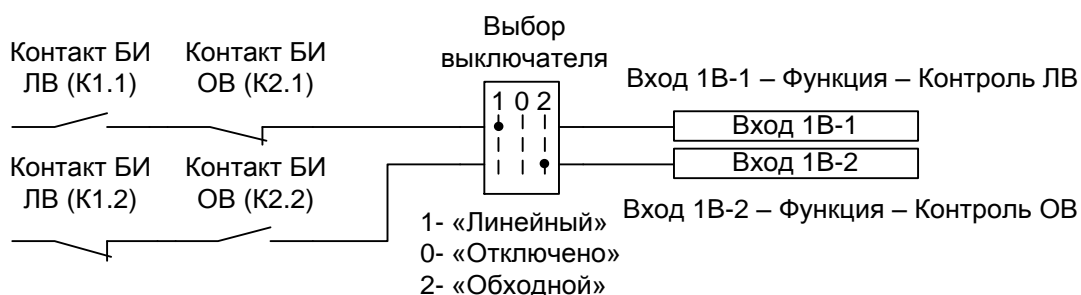 Выбор
выключателя
Контакт БИ
ЛВ (К1.1)
Контакт БИ
ОВ (К2.1)
1 0 2
Вход 1В-1 – Функция – Контроль ЛВ
Вход 1В-1
Вход 1В-2
Контакт БИ
ЛВ (К1.2)
Контакт БИ
ОВ (К2.2)
Вход 1В-2 – Функция – Контроль ОВ
1- «Линейный»
0- «Отключено»
2- «Обходной»